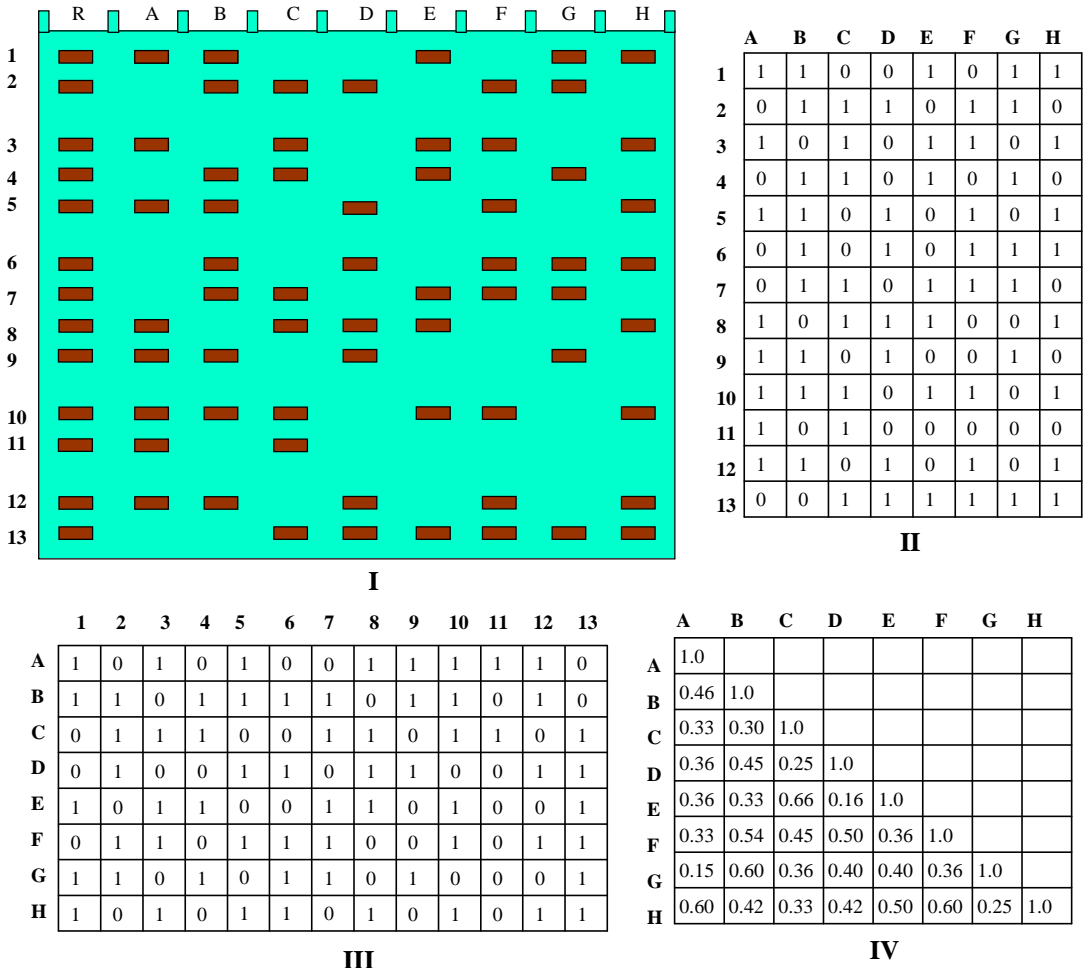 R A B C D E F G H
1
2
3
4
5
6
7
8
9
10
11
12
13
I
A B C D E F G H
1 1 1 0 0 1 0 1 1
2 0 1 1 1 0 1 1 0
3 1 0 1 0 1 1 0 1
4 0 1 1 0 1 0 1 0
5 1 1 0 1 0 1 0 1
6 0 1 0 1 0 1 1 1
7 0 1 1 0 1 1 1 0
8 1 0 1 1 1 0 0 1
9 1 1 0 1 0 0 1 0
10 1 1 1 0 1 1 0 1
11 1 0 1 0 0 0 0 0
12 1 1 0 1 0 1 0 1
13 0 0 1 1 1 1 1 1
II
1 2 3 4 5 6 7 8 9 10 11 12 13
A 1 0 1 0 1 0 0 1 1 1 1 1 0
B 1 1 0 1 1 1 1 0 1 1 0 1 0
C 0 1 1 1 0 0 1 1 0 1 1 0 1
D 0 1 0 0 1 1 0 1 1 0 0 1 1
E 1 0 1 1 0 0 1 1 0 1 0 0 1
F 0 1 1 0 1 1 1 0 0 1 0 1 1
G 1 1 0 1 0 1 1 0 1 0 0 0 1
H 1 0 1 0 1 1 0 1 0 1 0 1 1
III
A B C D E F G H
A 1.0
B 0.46 1.0
C 0.33 0.30 1.0
D 0.36 0.45 0.25 1.0
E 0.36 0.33 0.66 0.16 1.0
F 0.33 0.54 0.45 0.50 0.36 1.0
G 0.15 0.60 0.36 0.40 0.40 0.36 1.0
H 0.60 0.42 0.33 0.42 0.50 0.60 0.25 1.0
IV